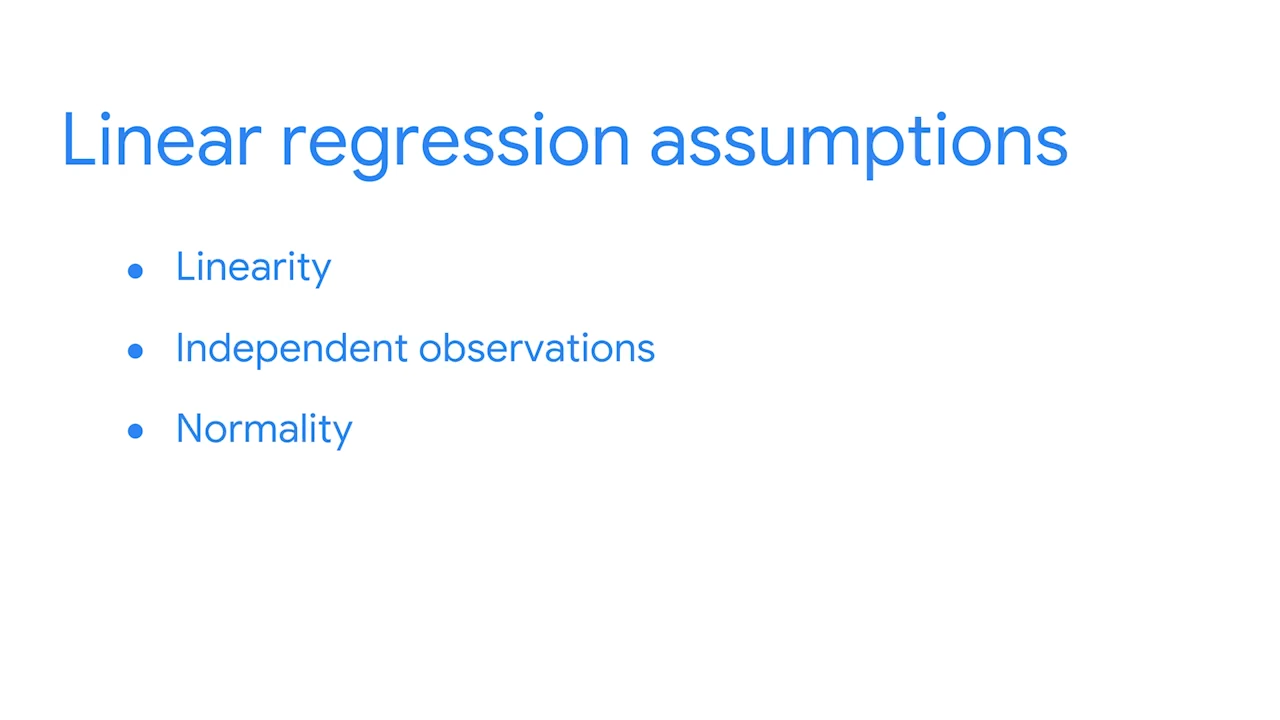 Linear regression assumptions
● Linearity
● Independent observations
● Normality